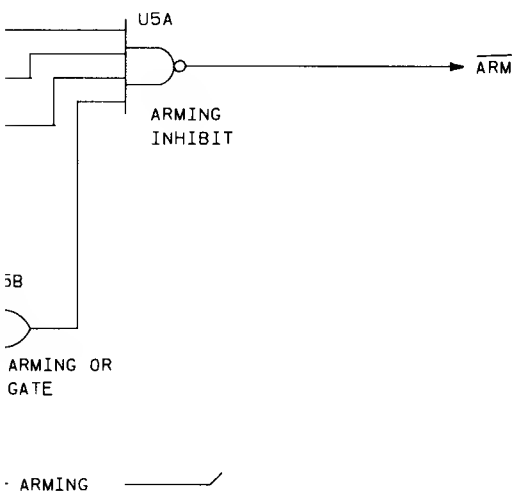 U5A
ARM
ARMING
INHIBIT
5B
ARMING OR
GATE
- ARMING